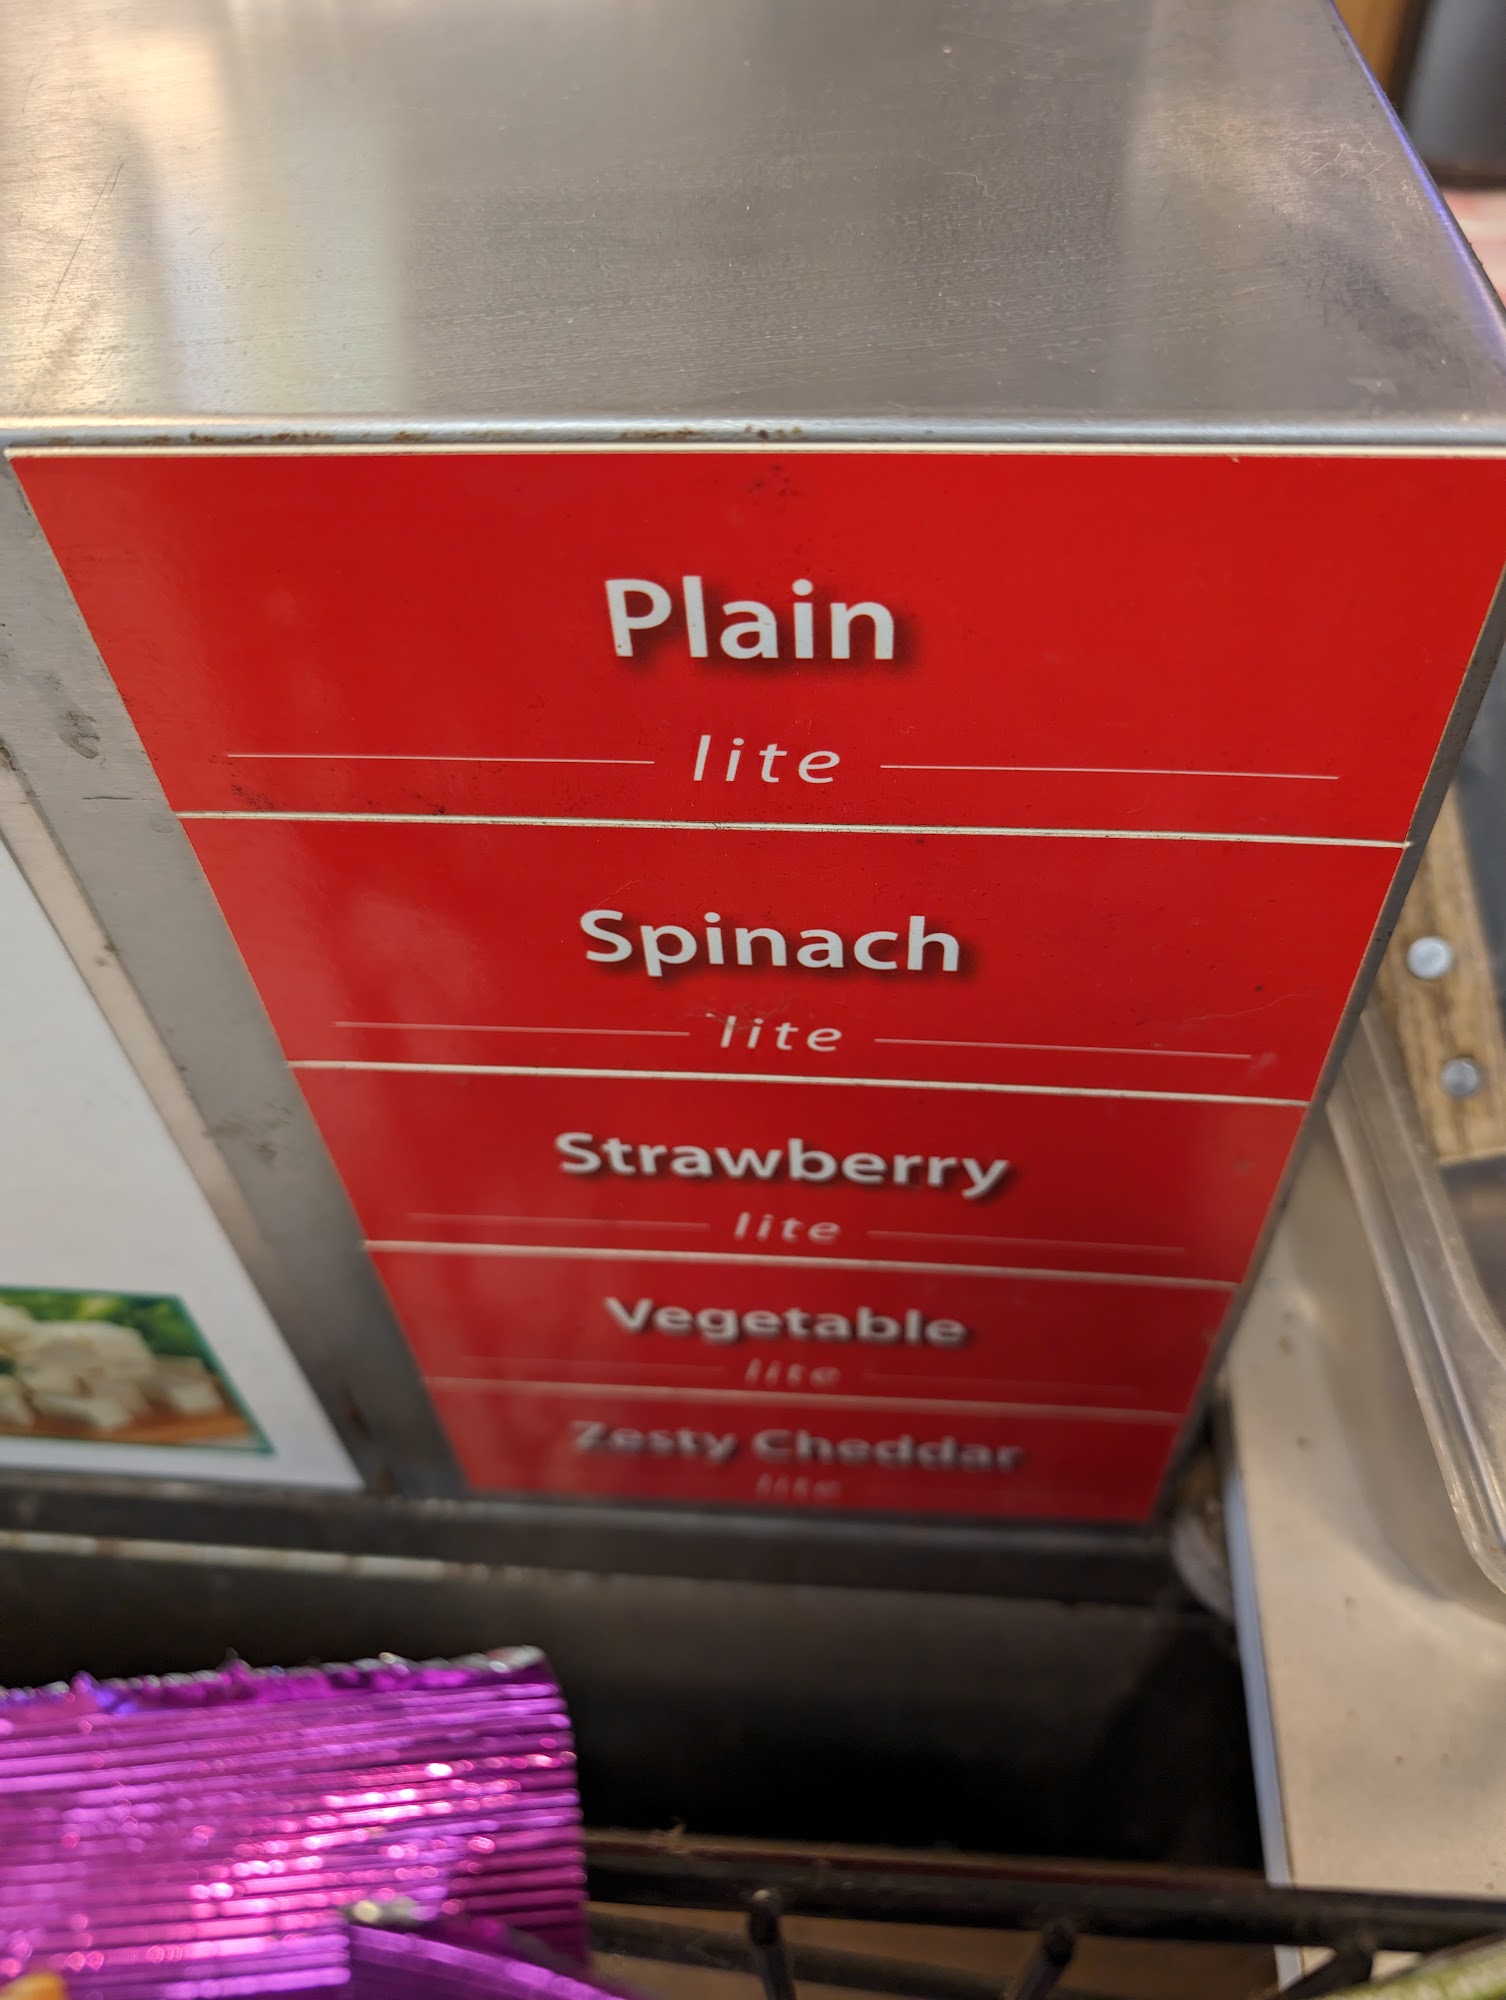 Plain
lite
Spinach
lite
Strawberry
lite
Vegetable
lite
Zesty Cheddar
lite